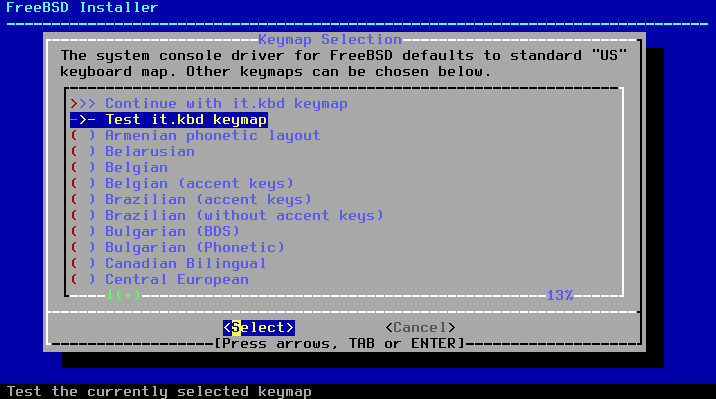 FreeBSD Installer
Keymap Selection
The system console driver for FreeBSD defaults to standard "US"
keyboard map. Other keymaps can be chosen below.
>>> Continue with it.kbd keymap
->- Test it.kbd keymap
( ) Armenian phonetic layout
( ) Belarusian
( ) Belgian
( ) Belgian (accent keys)
( ) Brazilian (accent keys)
( ) Brazilian (without accent keys)
( ) Bulgarian (BDS)
( ) Bulgarian (Phonetic)
( ) Canadian Bilingual
( ) Central European
↓(+) 13%
<Select> <Cancel>
[Press arrows, TAB or ENTER]
Test the currently selected keymap